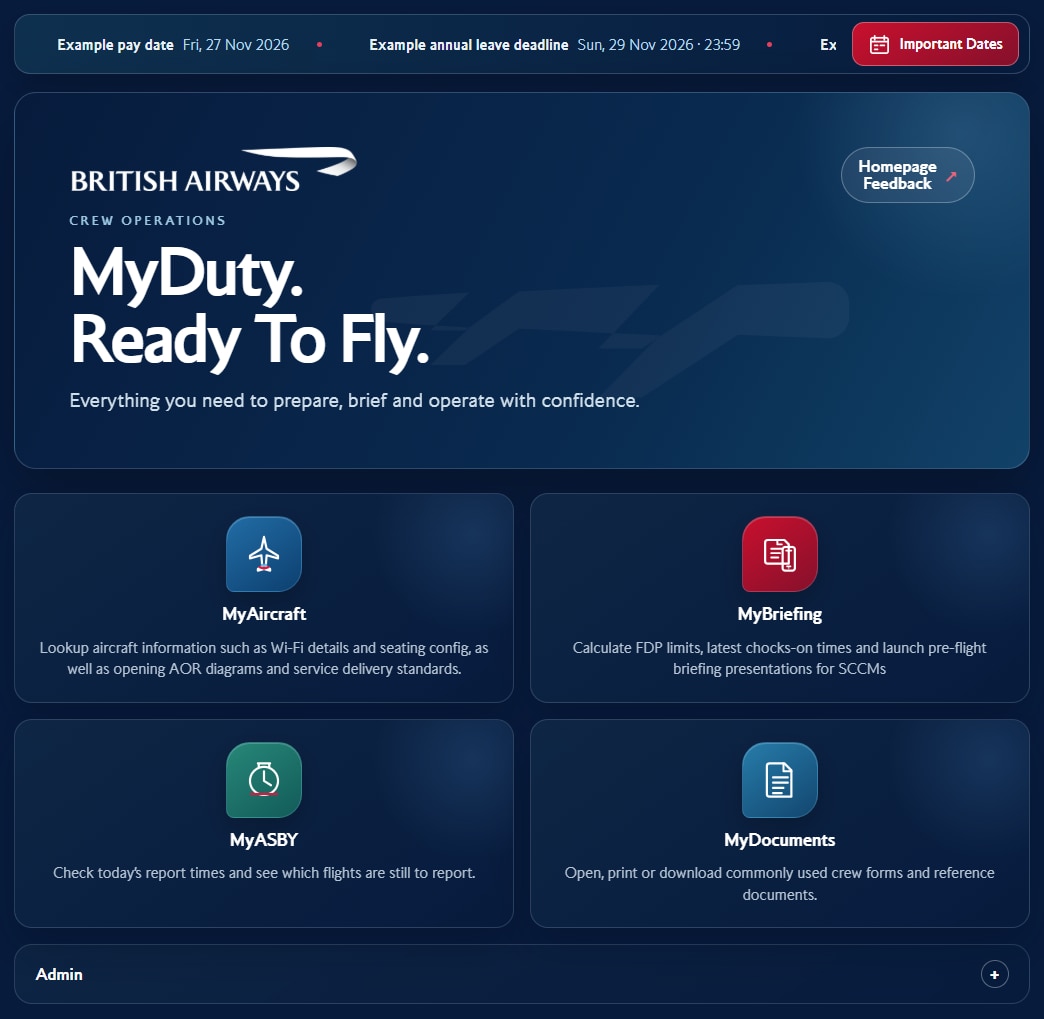 Example pay date Fri, 27 Nov 2026 • Example annual leave deadline Sun, 29 Nov 2026 · 23:59 • Ex
Important Dates
BRITISH AIRWAYS
Homepage
Feedback
CREW OPERATIONS
MyDuty.
Ready To Fly.
Everything you need to prepare, brief and operate with confidence.
MyAircraft
Lookup aircraft information such as Wi-Fi details and seating config, as
well as opening AOR diagrams and service delivery standards.
MyBriefing
Calculate FDP limits, latest chocks-on times and launch pre-flight
briefing presentations for SCCMs
MyASBY
Check today's report times and see which flights are still to report.
MyDocuments
Open, print or download commonly used crew forms and reference
documents.
Admin
+